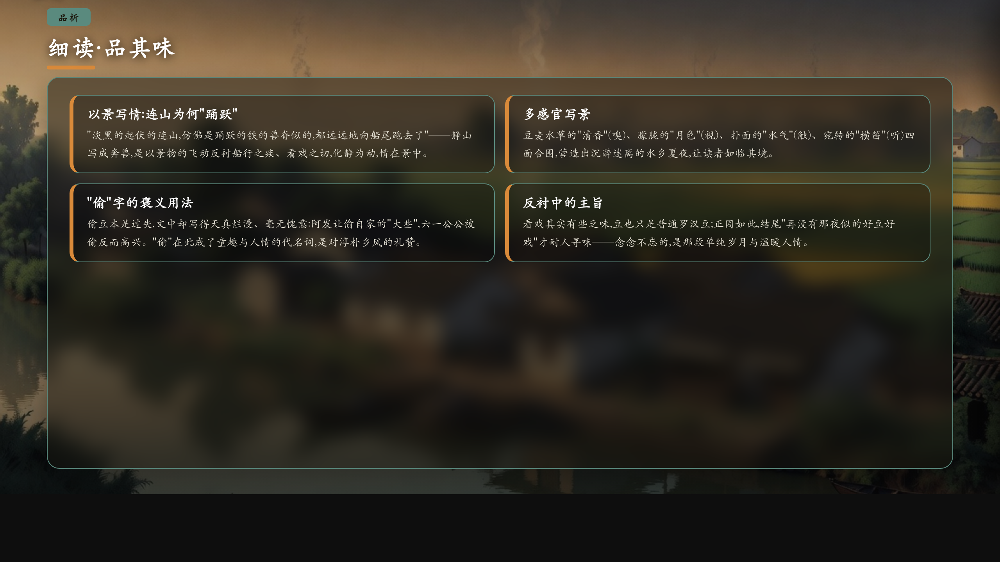 品析
细读·品其味
以景写情:连山为何"踊跃"
"淡黑的起伏的连山,仿佛是踊跃的铁的兽脊似的,都远远地向船尾跑去了"——静山
写成奔兽,是以景物的飞动反衬船行之疾、看戏之切,化静为动,情在景中。
多感官写景
豆麦水草的"清香"(嗅)、朦胧的"月色"(视)、扑面的"水气"(触)、宛转的"横笛"(听)四
面合围,营造出沉醉迷离的水乡夏夜,让读者如临其境。
"偷"字的褒义用法
偷豆本是过失,文中却写得天真烂漫、毫无愧意:阿发让偷自家的"大些",六一公公被
偷反而高兴。"偷"在此成了童趣与人情的代名词,是对淳朴乡风的礼赞。
反衬中的主旨
看戏其实有些乏味,豆也只是普通罗汉豆;正因如此,结尾"再没有那夜似的好豆好
戏"才耐人寻味——念念不忘的,是那段单纯岁月与温暖人情。